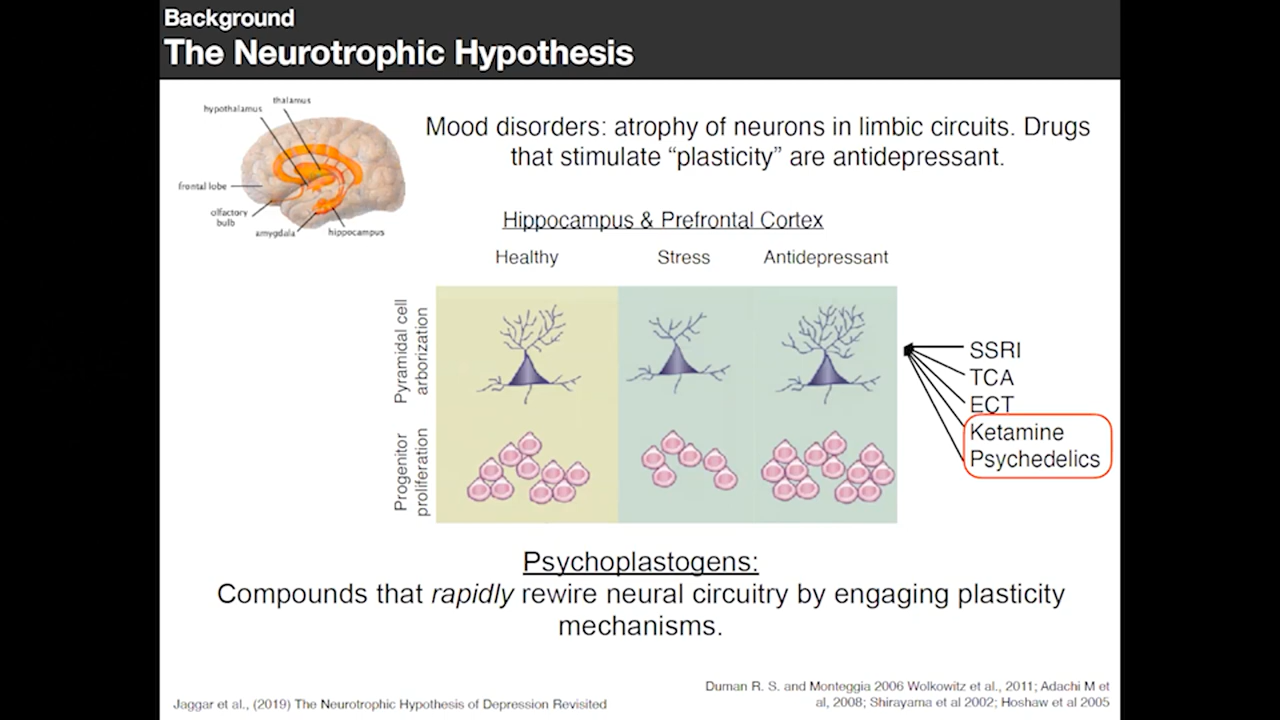 Background
The Neurotrophic Hypothesis
thalamus
hypothalamus
frontal lobe
olfactory
bulb
amygdala
hippocampus
Mood disorders: atrophy of neurons in limbic circuits. Drugs
that stimulate “plasticity” are antidepressant.
Hippocampus & Prefrontal Cortex
Healthy
Stress
Antidepressant
Pyramidal cell
arborization
Progenitor
proliferation
SSRI
TCA
ECT
Ketamine
Psychedelics
Psychoplastogens:
Compounds that rapidly rewire neural circuitry by engaging plasticity
mechanisms.
Jaggar et al., (2019) The Neurotrophic Hypothesis of Depression Revisited
Duman R. S. and Monteggia 2006 Wolkowitz et al., 2011; Adachi M et
al, 2008; Shirayama et al 2002; Hoshaw et al 2005